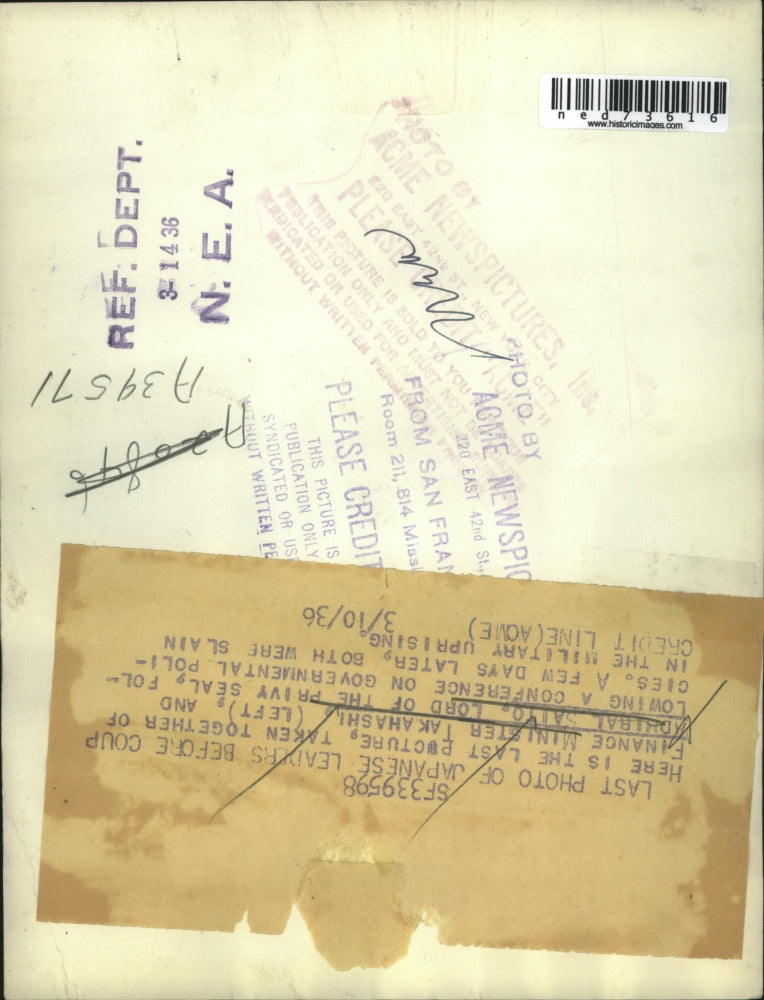 ned73616
www.historicimages.com
REF. DEPT.
3-14 36
N. E. A.
A39571
PHOTO BY
ACME NEWSPICTURES, Inc.
220 EAST 42ND ST., NEW YORK CITY
PLEASE CREDIT "ACME"
THIS PICTURE IS SOLD TO YOU
PUBLICATION ONLY AND MUST NOT
SYNDICATED OR USED FOR
WITHOUT WRITTEN PERMISSION
PHOTO BY
ACME NEWSPIC
220 EAST 42nd St.,
FROM SAN FRAN
Room 211, 814 Missi
PLEASE CREDIT
THIS PICTURE IS
PUBLICATION ONLY
SYNDICATED OR US
WITHOUT WRITTEN PE
SF339598
LAST PHOTO OF JAPANESE LEADERS BEFORE COUP
HERE IS THE LAST PICTURE, TAKEN TOGETHER OF
FINANCE MINISTER TAKAHASHI (LEFT), AND
ADMIRAL SAITO, LORD OF THE PRIVY SEAL, FOL-
LOWING A CONFERENCE ON GOVERNMENTAL POLI-
CIES. A FEW DAYS LATER, BOTH WERE SLAIN
IN THE MILITARY UPRISING.
CREDIT LINE(ACME) 3/10/36